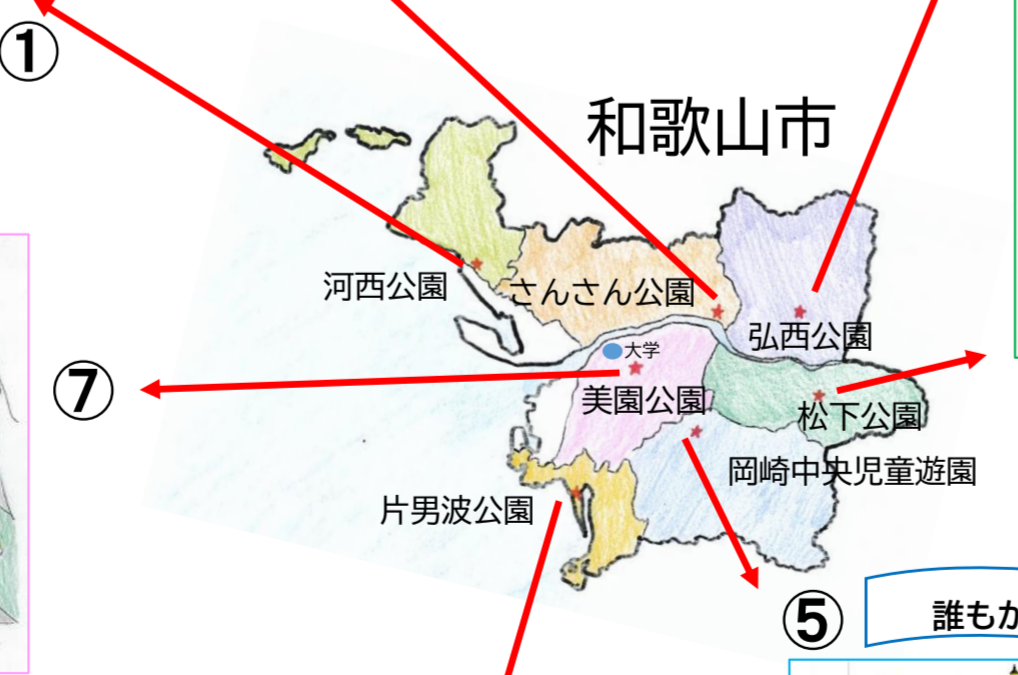 ①
和歌山市
河西公園
さんさん公園
弘西公園
大学
⑦
美園公園
松下公園
岡崎中央児童遊園
片男波公園
⑤
誰もか